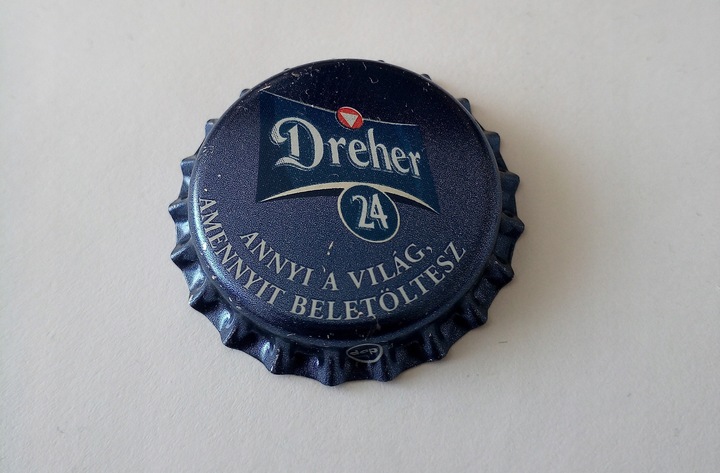 Dreher
24
ANNYI A VILÁG,
AMENNYIT BELETÖLTESZ